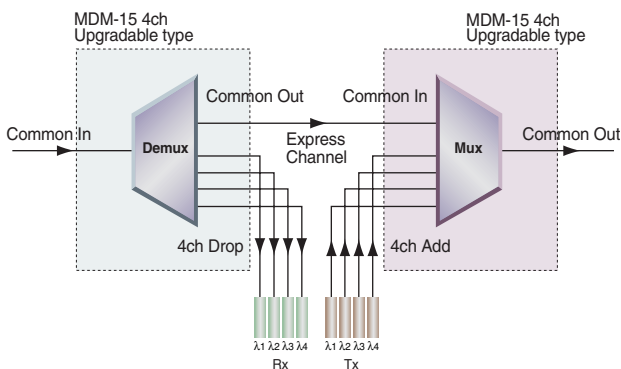 MDM-15 4ch
Upgradable type
MDM-15 4ch
Upgradable type
Common In
Demux
Common Out
Express
Channel
Common In
Mux
Common Out
4ch Drop
4ch Add
λ1 λ2 λ3 λ4
Rx
λ1 λ2 λ3 λ4
Tx